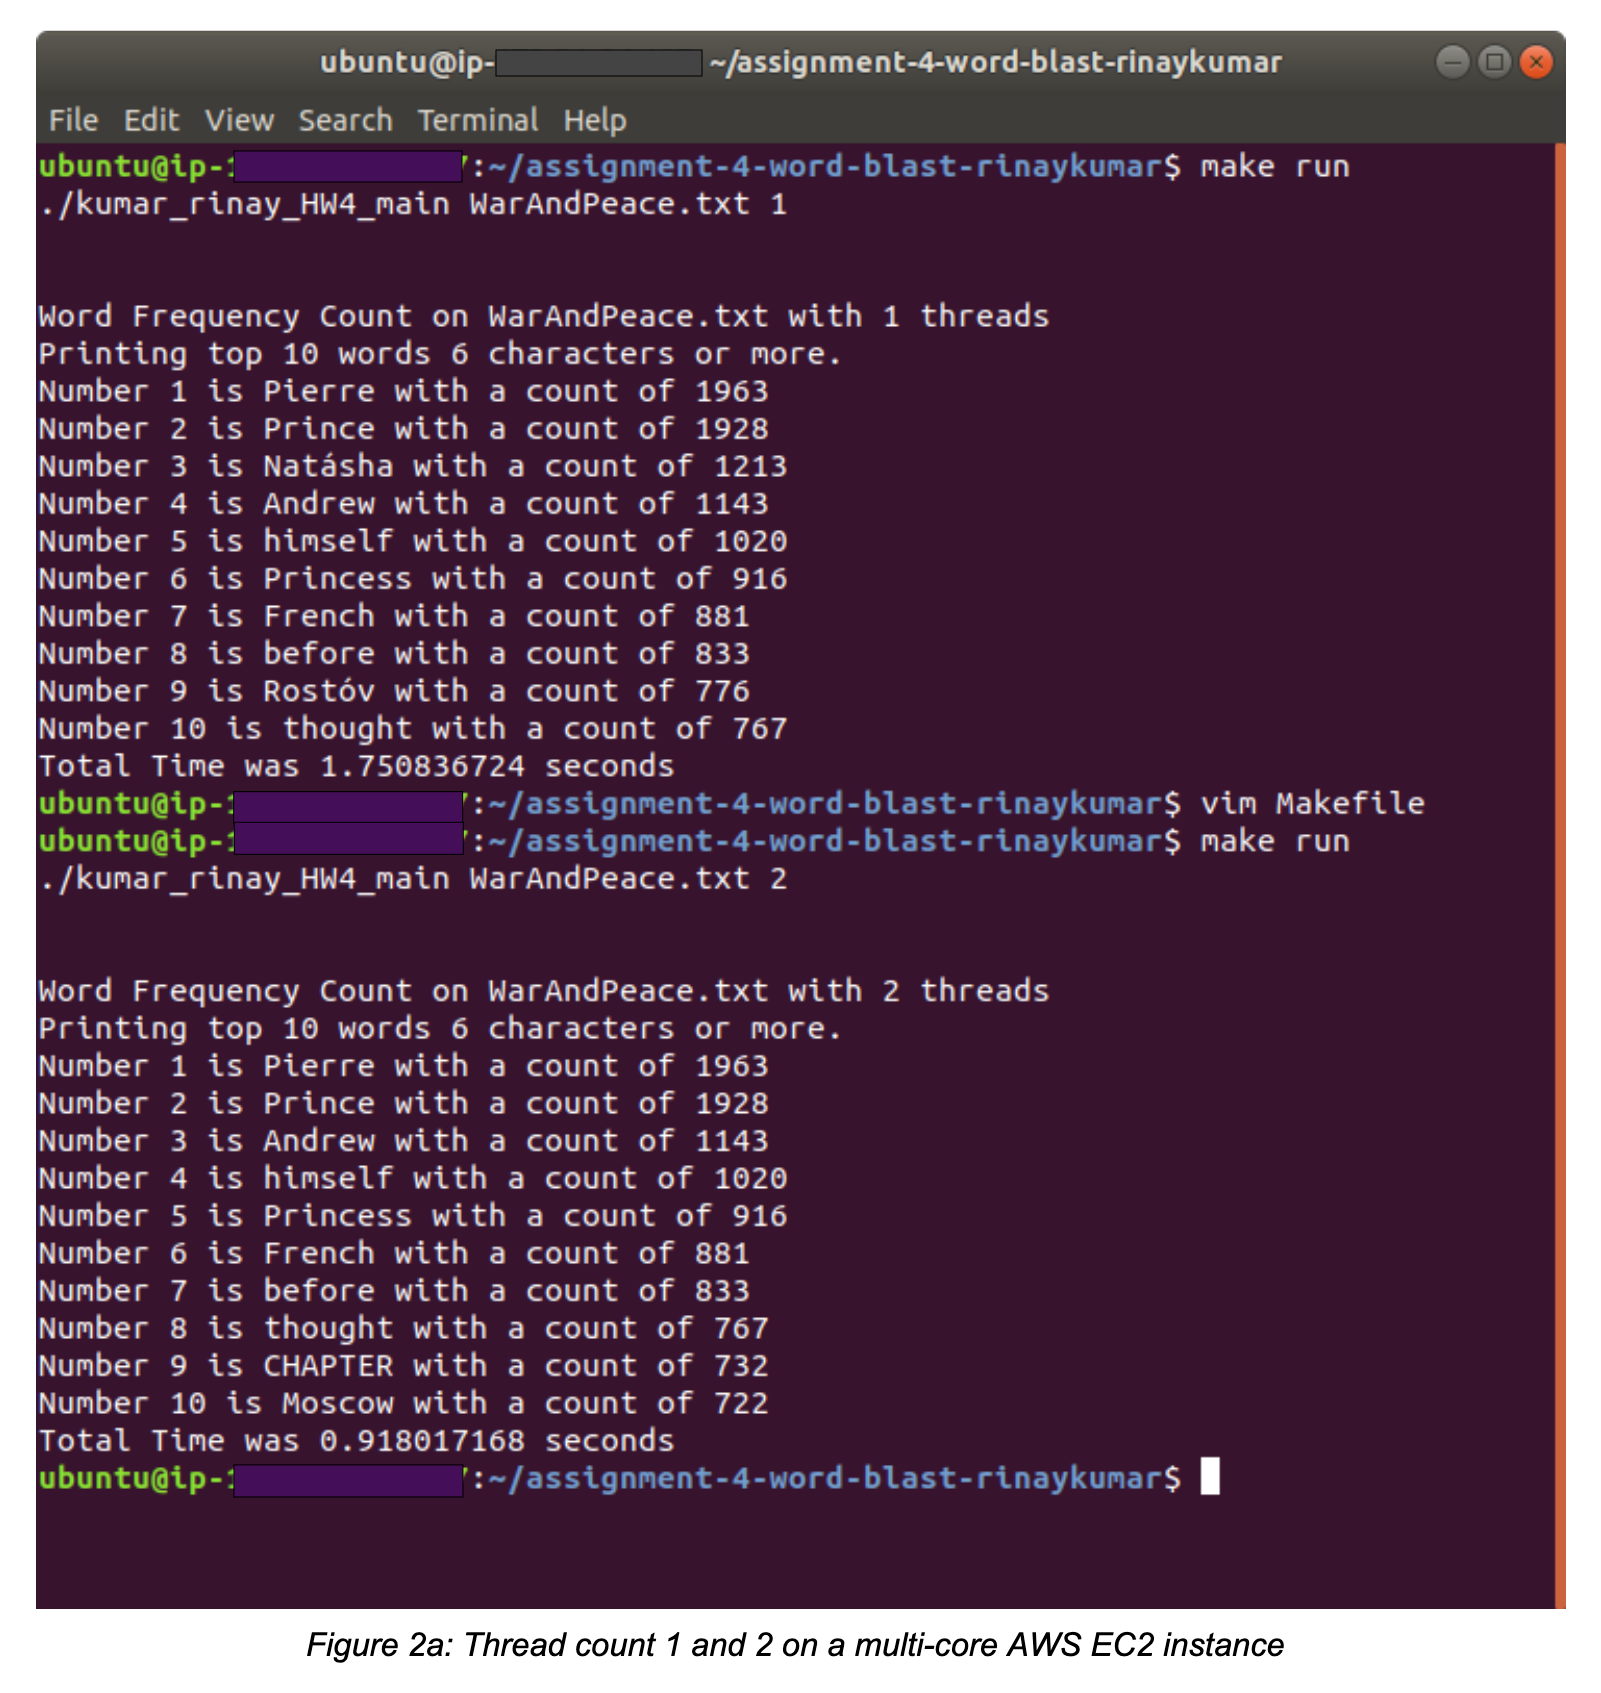 ubuntu@ip- ~/assignment-4-word-blast-rinaykumar
File Edit View Search Terminal Help
ubuntu@ip- :~/assignment-4-word-blast-rinaykumar$ make run
./kumar_rinay_HW4_main WarAndPeace.txt 1
Word Frequency Count on WarAndPeace.txt with 1 threads
Printing top 10 words 6 characters or more.
Number 1 is Pierre with a count of 1963
Number 2 is Prince with a count of 1928
Number 3 is Natásha with a count of 1213
Number 4 is Andrew with a count of 1143
Number 5 is himself with a count of 1020
Number 6 is Princess with a count of 916
Number 7 is French with a count of 881
Number 8 is before with a count of 833
Number 9 is Rostóv with a count of 776
Number 10 is thought with a count of 767
Total Time was 1.750836724 seconds
ubuntu@ip- :~/assignment-4-word-blast-rinaykumar$ vim Makefile
ubuntu@ip- :~/assignment-4-word-blast-rinaykumar$ make run
./kumar_rinay_HW4_main WarAndPeace.txt 2
Word Frequency Count on WarAndPeace.txt with 2 threads
Printing top 10 words 6 characters or more.
Number 1 is Pierre with a count of 1963
Number 2 is Prince with a count of 1928
Number 3 is Andrew with a count of 1143
Number 4 is himself with a count of 1020
Number 5 is Princess with a count of 916
Number 6 is French with a count of 881
Number 7 is before with a count of 833
Number 8 is thought with a count of 767
Number 9 is CHAPTER with a count of 732
Number 10 is Moscow with a count of 722
Total Time was 0.918017168 seconds
ubuntu@ip- :~/assignment-4-word-blast-rinaykumar$
Figure 2a: Thread count 1 and 2 on a multi-core AWS EC2 instance